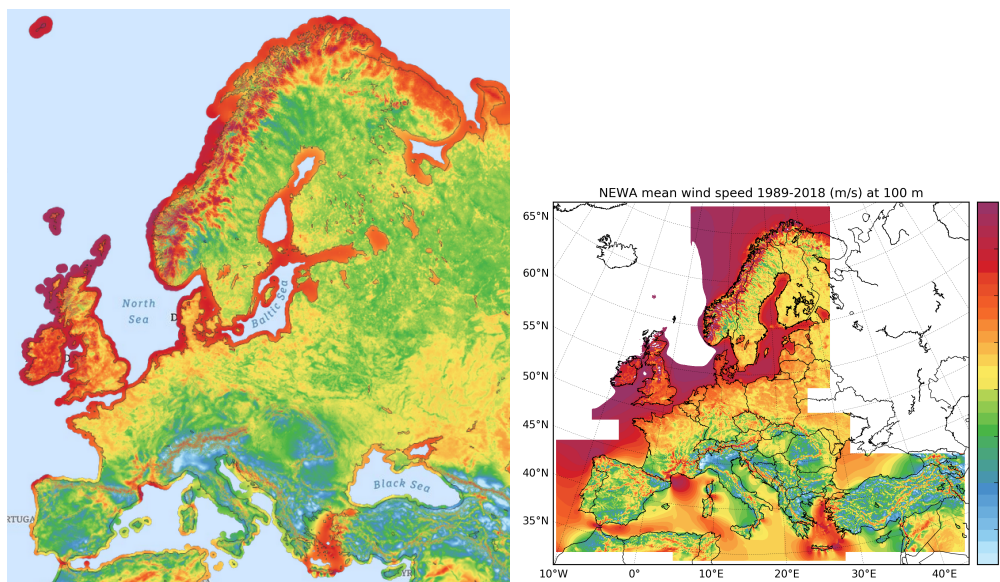 North
Sea
D
D
Baltic Sea
Black Sea
RTUGA
YR
NEWA mean wind speed 1989-2018 (m/s) at 100 m
65°N
60°N
55°N
50°N
45°N
40°N
35°N
10°W
0°
10°E
20°E
30°E
40°E